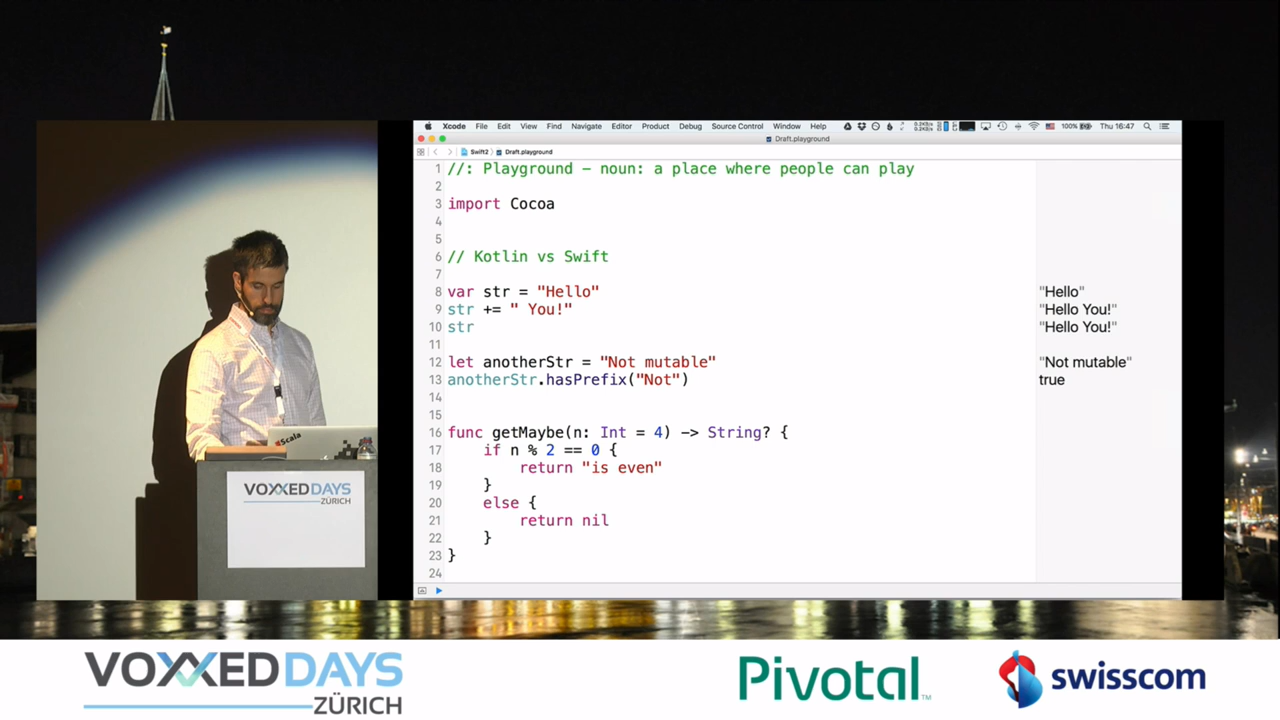 Scala
VOXXED DAYS
ZÜRICH
Xcode File Edit View Find Navigate Editor Product Debug Source Control Window Help 100% Thu 16:47
Draft.playground
Swift2 Draft.playground
1 //: Playground – noun: a place where people can play
2
3 import Cocoa
4
5
6 // Kotlin vs Swift
7
8 var str = "Hello"
"Hello"
9 str += " You!"
"Hello You!"
10 str
"Hello You!"
11
12 let anotherStr = "Not mutable"
"Not mutable"
13 anotherStr.hasPrefix("Not")
true
14
15
16 func getMaybe(n: Int = 4) -> String? {
17 if n % 2 == 0 {
18 return "is even"
19 }
20 else {
21 return nil
22 }
23 }
24
VOXXED DAYS
ZÜRICH
Pivotal™
swisscom